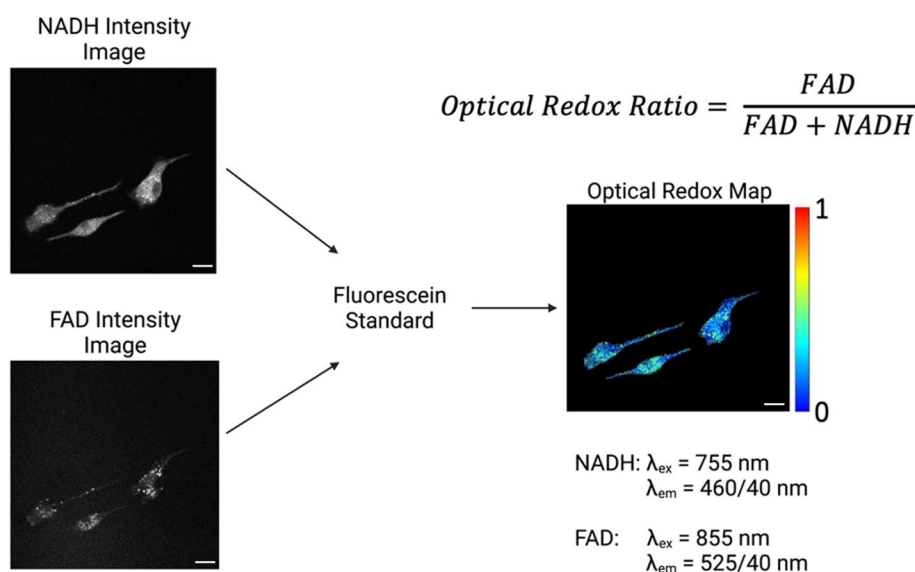 NADH Intensity
Image
𝑂𝑝𝑡𝑖𝑐𝑎𝑙 𝑅𝑒𝑑𝑜𝑥 𝑅𝑎𝑡𝑖𝑜 = 𝐹𝐴𝐷 / 𝐹𝐴𝐷 + 𝑁𝐴𝐷𝐻
Optical Redox Map
1
0
Fluorescein
Standard
FAD Intensity
Image
NADH: λex = 755 nm
λem = 460/40 nm
FAD: λex = 855 nm
λem = 525/40 nm